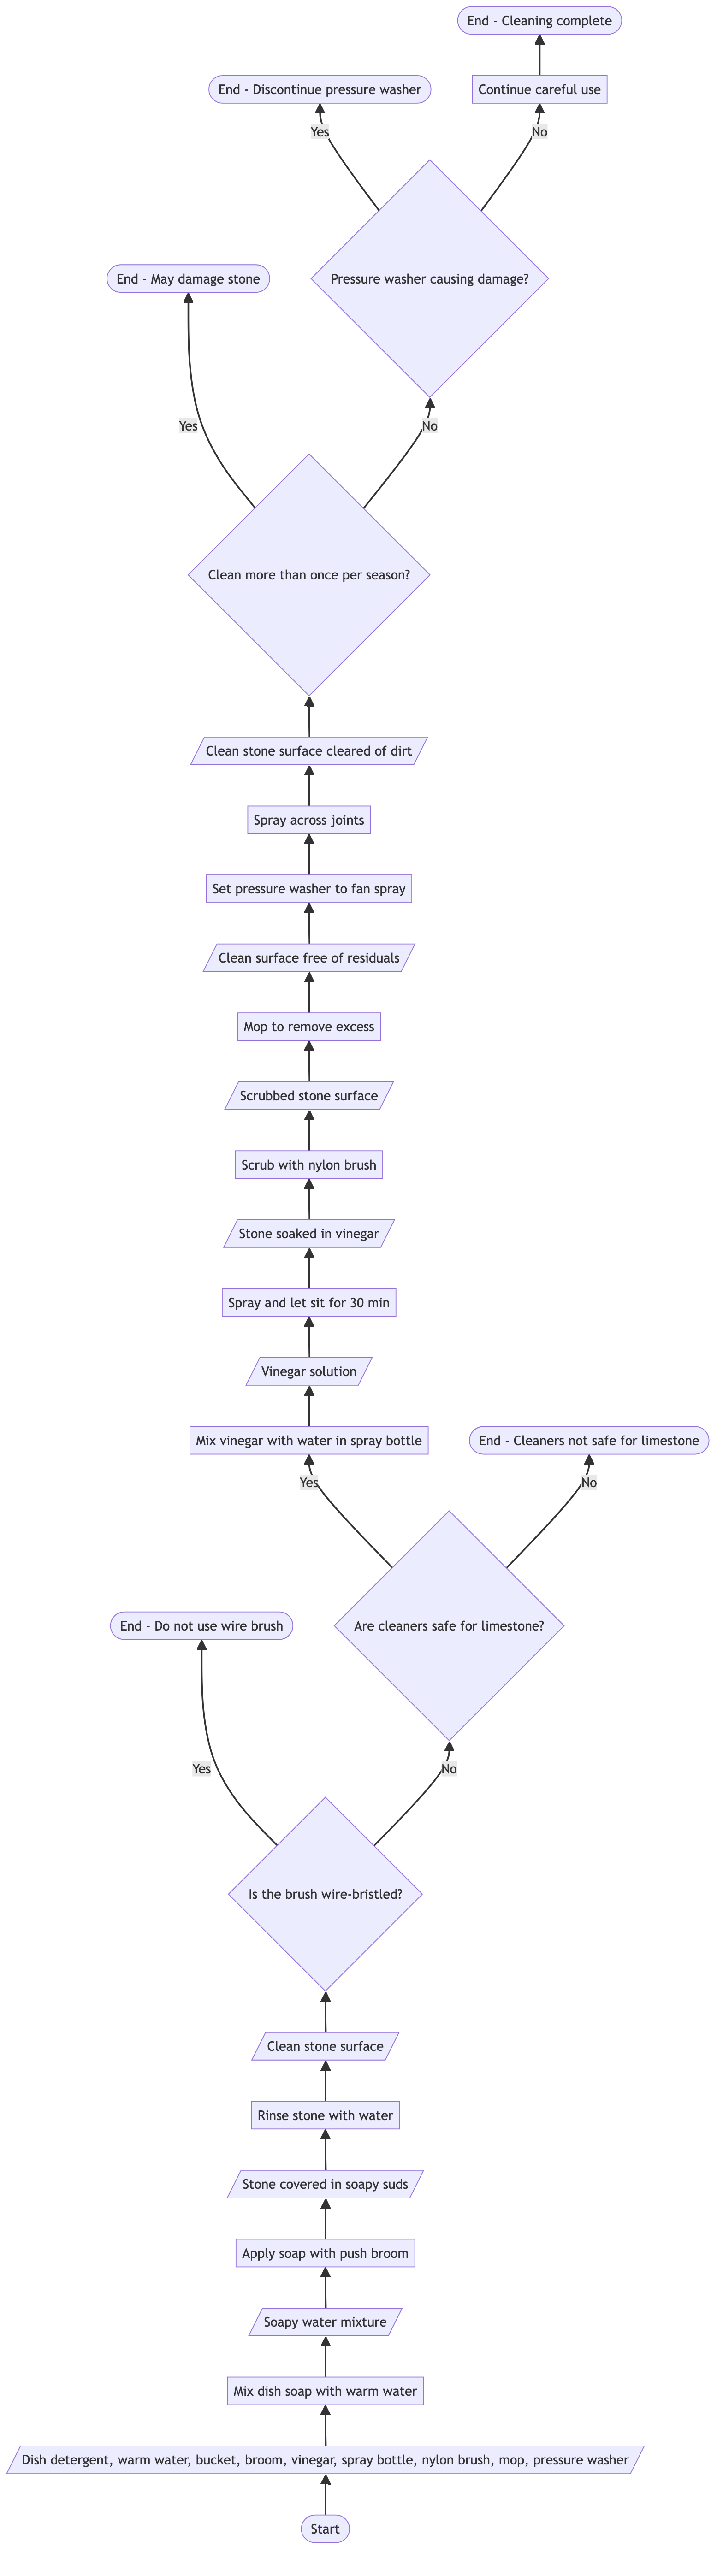 End - Cleaning complete
End - Discontinue pressure washer
Continue careful use
Yes
No
Pressure washer causing damage?
End - May damage stone
Yes
No
Clean more than once per season?
Clean stone surface cleared of dirt
Spray across joints
Set pressure washer to fan spray
Clean surface free of residuals
Mop to remove excess
Scrubbed stone surface
Scrub with nylon brush
Stone soaked in vinegar
Spray and let sit for 30 min
Vinegar solution
Mix vinegar with water in spray bottle
End - Cleaners not safe for limestone
Yes
No
Are cleaners safe for limestone?
End - Do not use wire brush
Yes
No
Is the brush wire-bristled?
Clean stone surface
Rinse stone with water
Stone covered in soapy suds
Apply soap with push broom
Soapy water mixture
Mix dish soap with warm water
Dish detergent, warm water, bucket, broom, vinegar, spray bottle, nylon brush, mop, pressure washer
Start